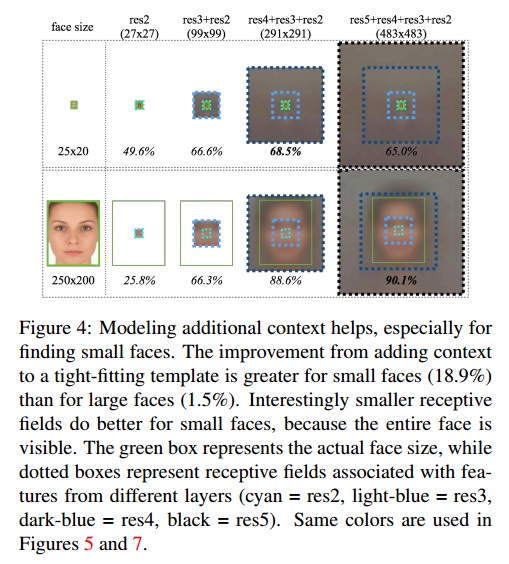 face size res2 res3+res2 res4+res3+res2 res5+res4+res3+res2
(27x27) (99x99) (291x291) (483x483)
25x20 49.6% 66.6% 68.5% 65.0%
250x200 25.8% 66.3% 88.6% 90.1%
Figure 4: Modeling additional context helps, especially for
finding small faces. The improvement from adding context
to a tight-fitting template is greater for small faces (18.9%)
than for large faces (1.5%). Interestingly smaller receptive
fields do better for small faces, because the entire face is
visible. The green box represents the actual face size, while
dotted boxes represent receptive fields associated with fea-
tures from different layers (cyan = res2, light-blue = res3,
dark-blue = res4, black = res5). Same colors are used in
Figures 5 and 7.